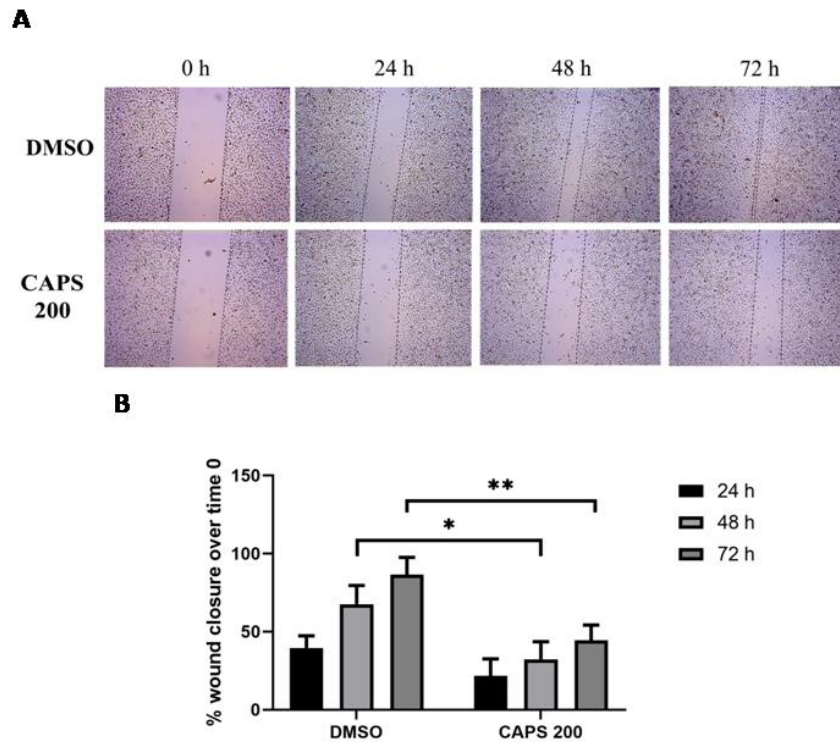 A
0 h 24 h 48 h 72 h
DMSO
CAPS
200
B
% wound closure over time 0
150
100
50
0
**
*
DMSO CAPS 200
24 h
48 h
72 h